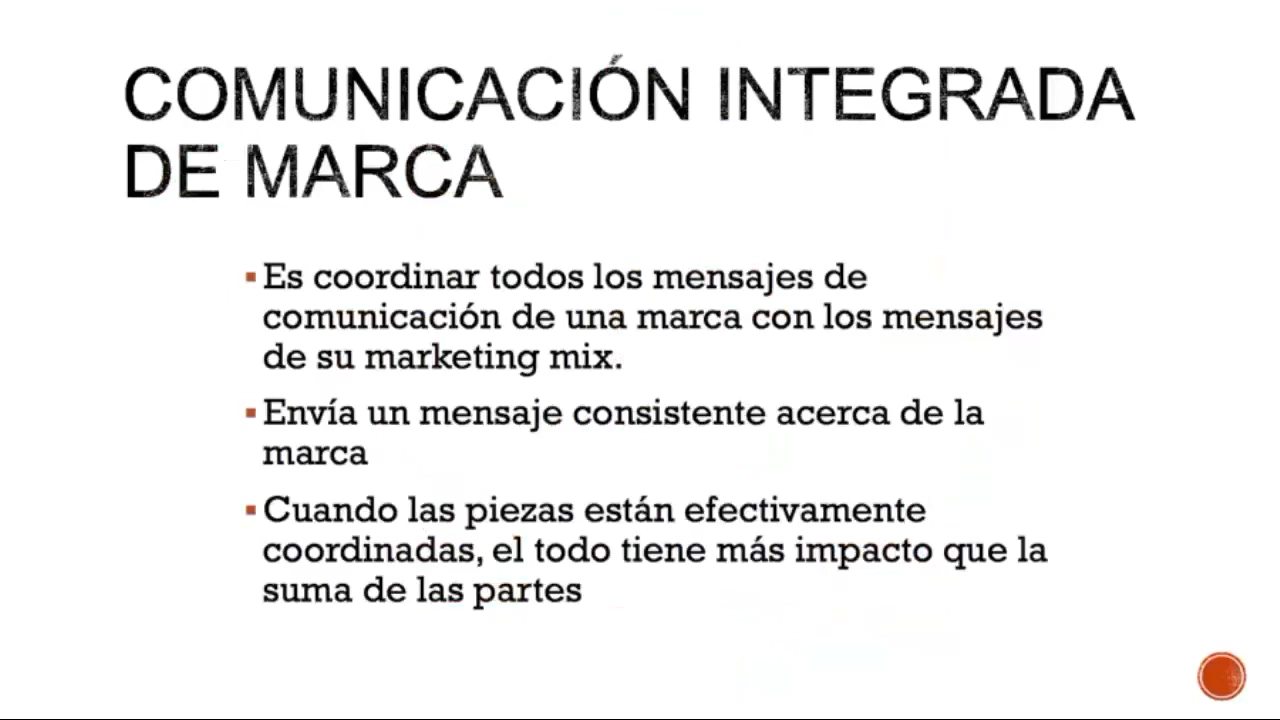 COMUNICACIÓN INTEGRADA
DE MARCA
▪ Es coordinar todos los mensajes de
comunicación de una marca con los mensajes
de su marketing mix.
▪ Envía un mensaje consistente acerca de la
marca
▪ Cuando las piezas están efectivamente
coordinadas, el todo tiene más impacto que la
suma de las partes